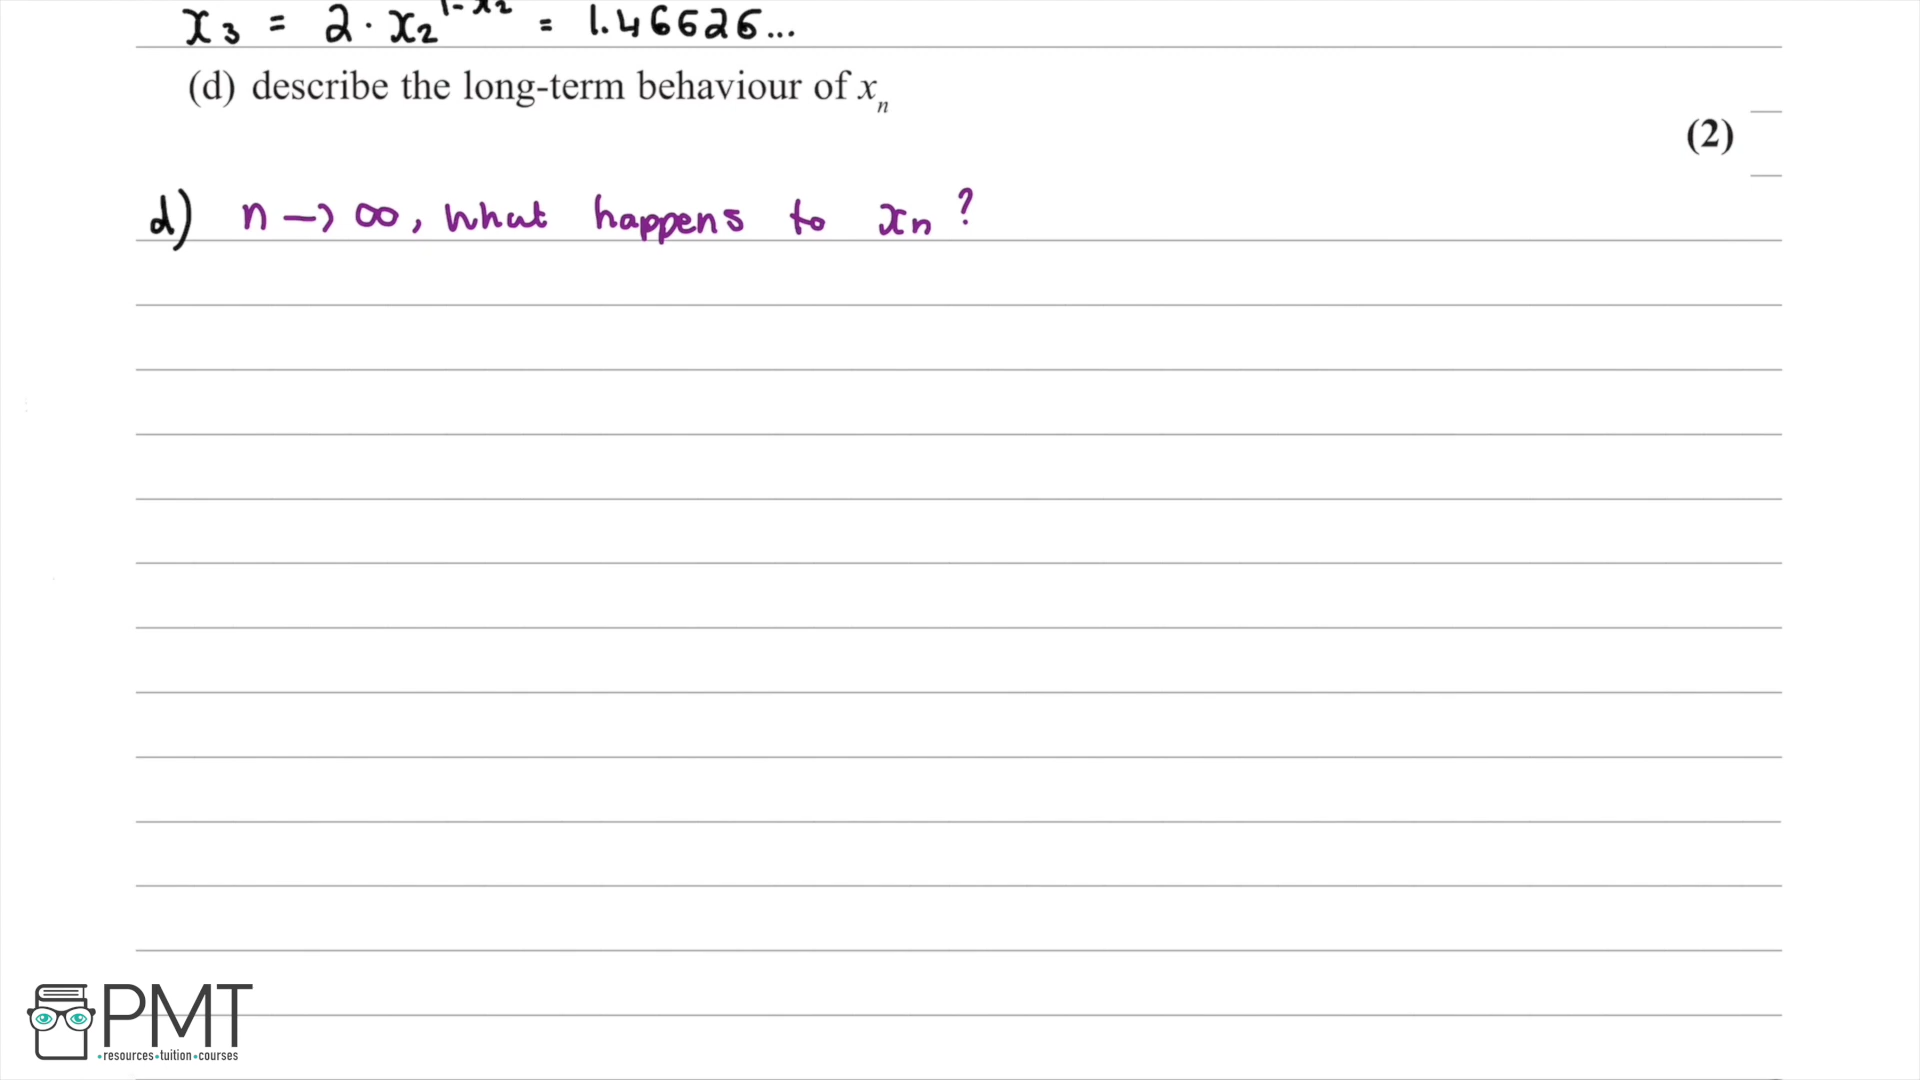 x₃ = 2 · x₂^(1-x₂) = 1.46626...
(d) describe the long-term behaviour of xₙ
(2)
d) n → ∞, what happens to xₙ ?
PMT
•resources•tuition•courses